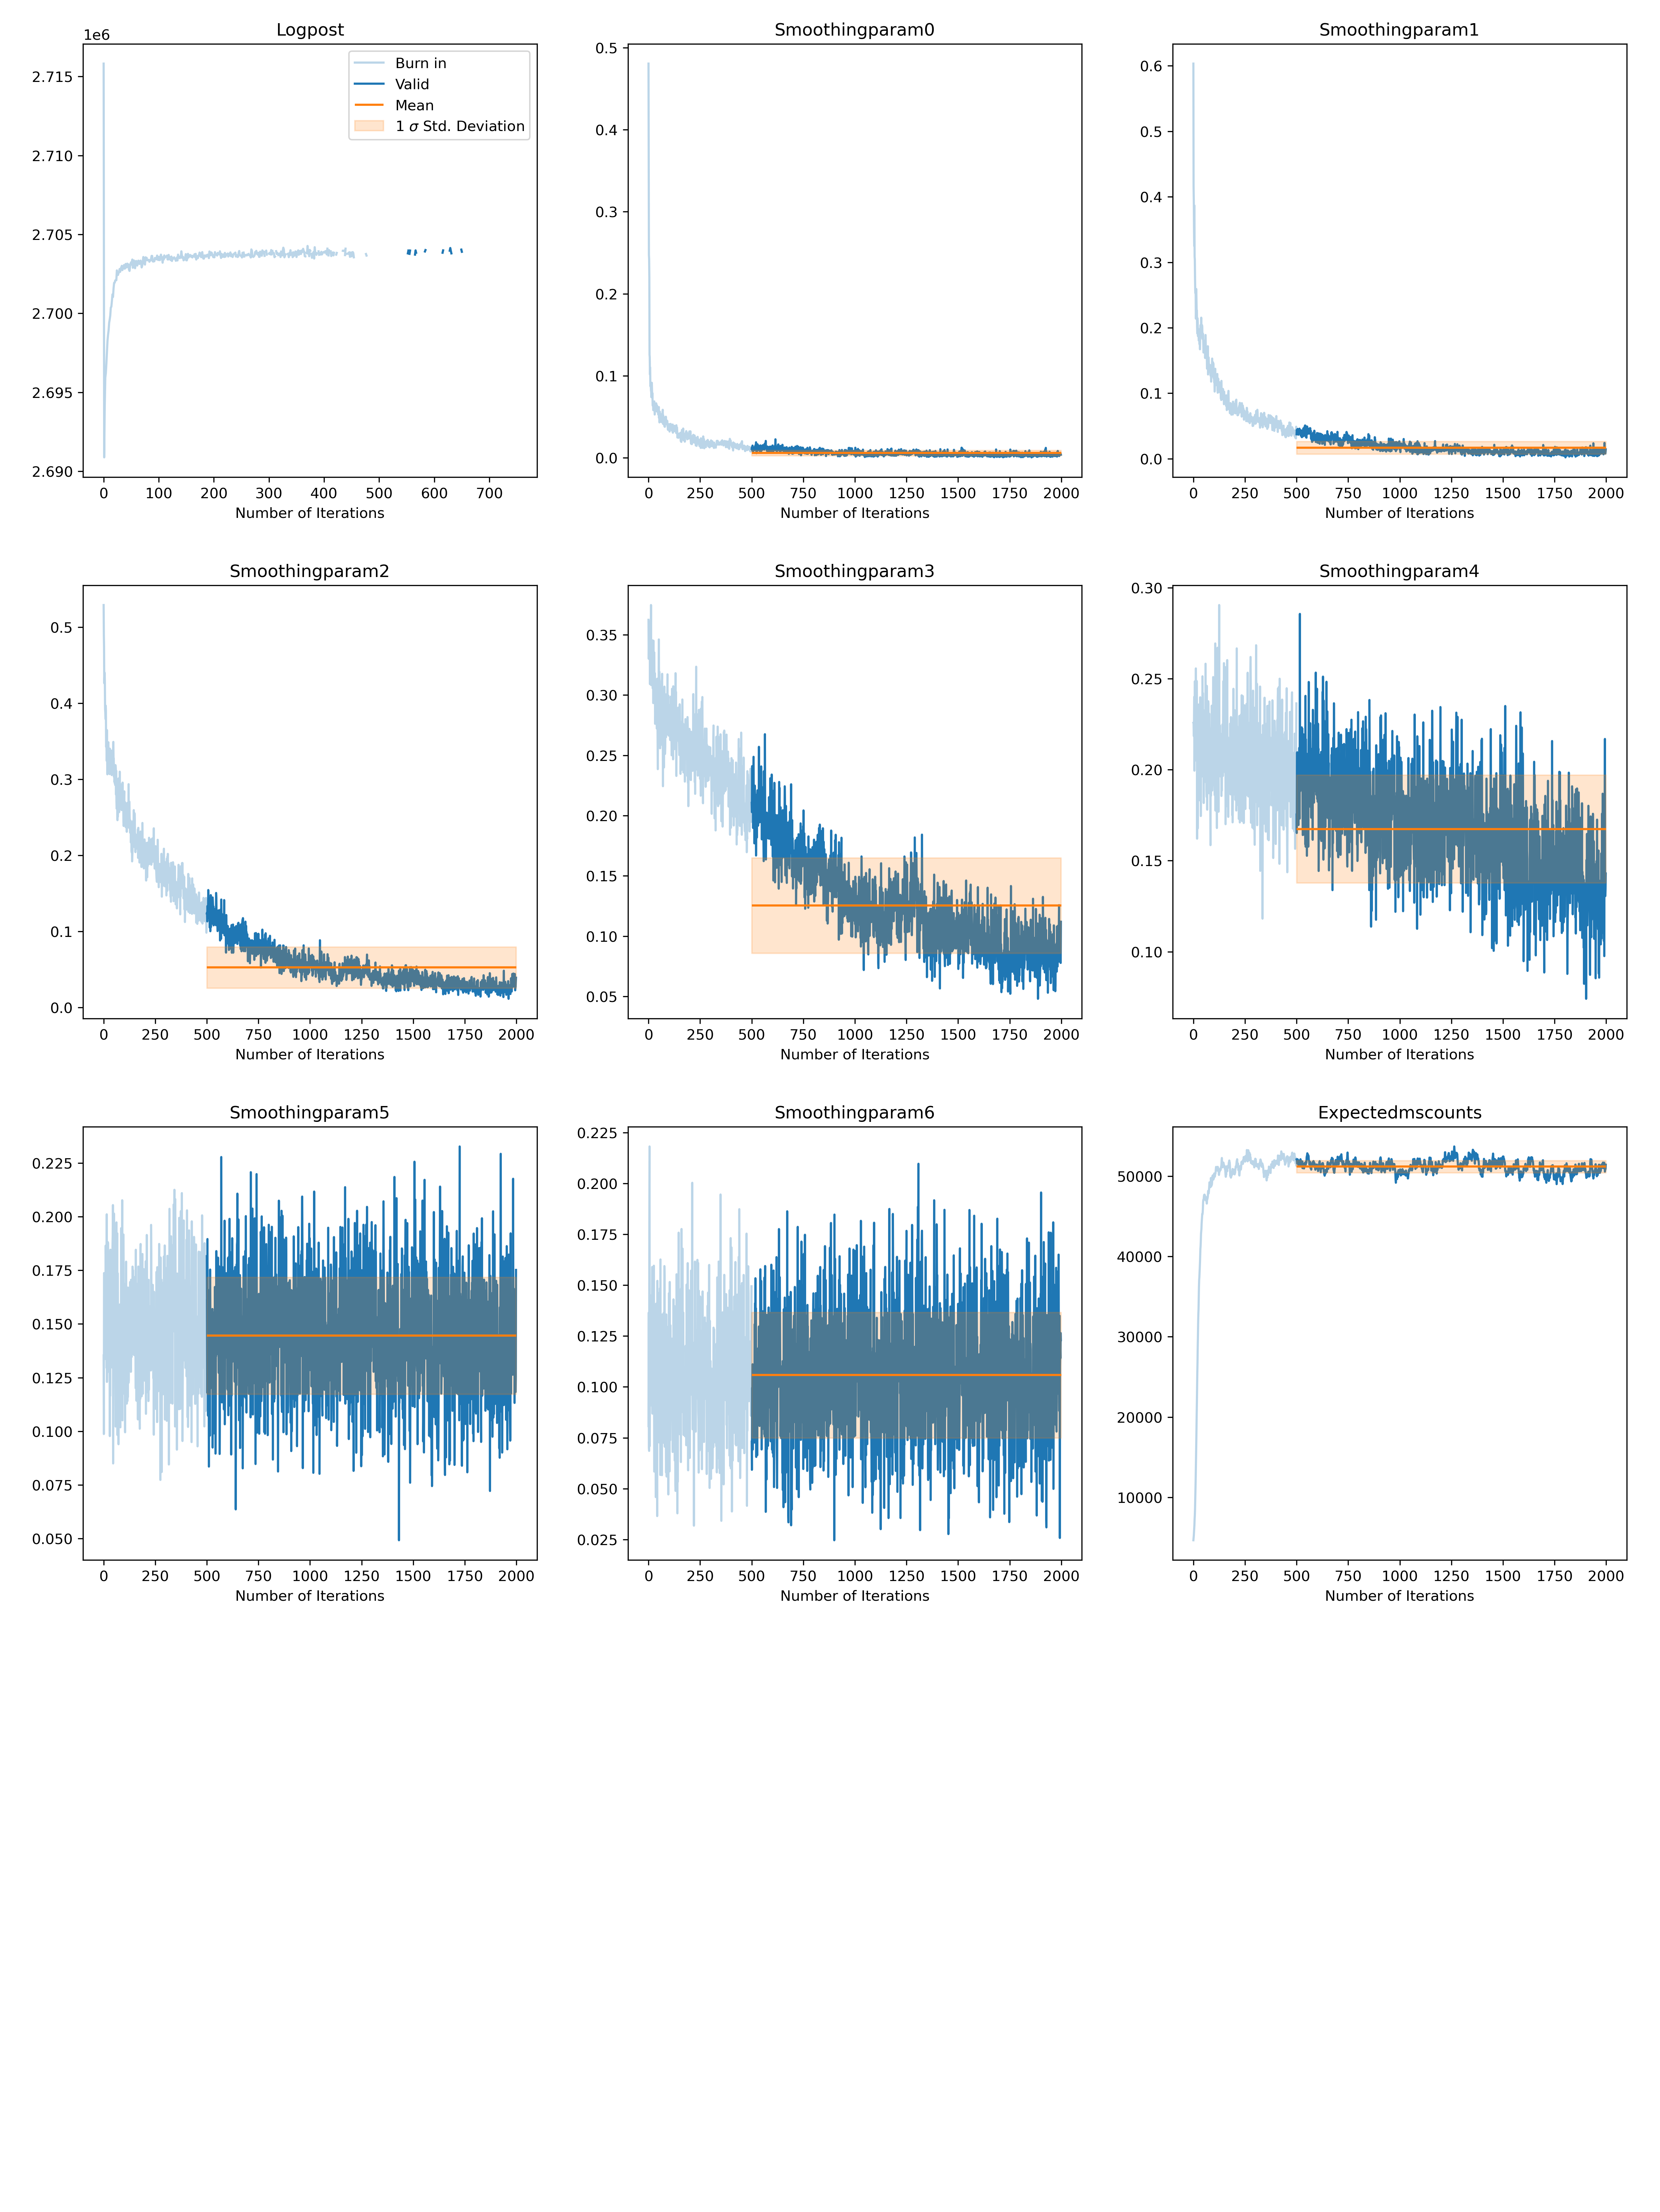 Logpost
1e6
2.715
2.710
2.705
2.700
2.695
2.690
Burn in
Valid
Mean
1 σ Std. Deviation
0 100 200 300 400 500 600 700
Number of Iterations
Smoothingparam0
0.5
0.4
0.3
0.2
0.1
0.0
0 250 500 750 1000 1250 1500 1750 2000
Number of Iterations
Smoothingparam1
0.6
0.5
0.4
0.3
0.2
0.1
0.0
0 250 500 750 1000 1250 1500 1750 2000
Number of Iterations
Smoothingparam2
0.5
0.4
0.3
0.2
0.1
0.0
0 250 500 750 1000 1250 1500 1750 2000
Number of Iterations
Smoothingparam3
0.35
0.30
0.25
0.20
0.15
0.10
0.05
0 250 500 750 1000 1250 1500 1750 2000
Number of Iterations
Smoothingparam4
0.30
0.25
0.20
0.15
0.10
0 250 500 750 1000 1250 1500 1750 2000
Number of Iterations
Smoothingparam5
0.225
0.200
0.175
0.150
0.125
0.100
0.075
0.050
0 250 500 750 1000 1250 1500 1750 2000
Number of Iterations
Smoothingparam6
0.225
0.200
0.175
0.150
0.125
0.100
0.075
0.050
0.025
0 250 500 750 1000 1250 1500 1750 2000
Number of Iterations
Expectedmscounts
50000
40000
30000
20000
10000
0 250 500 750 1000 1250 1500 1750 2000
Number of Iterations